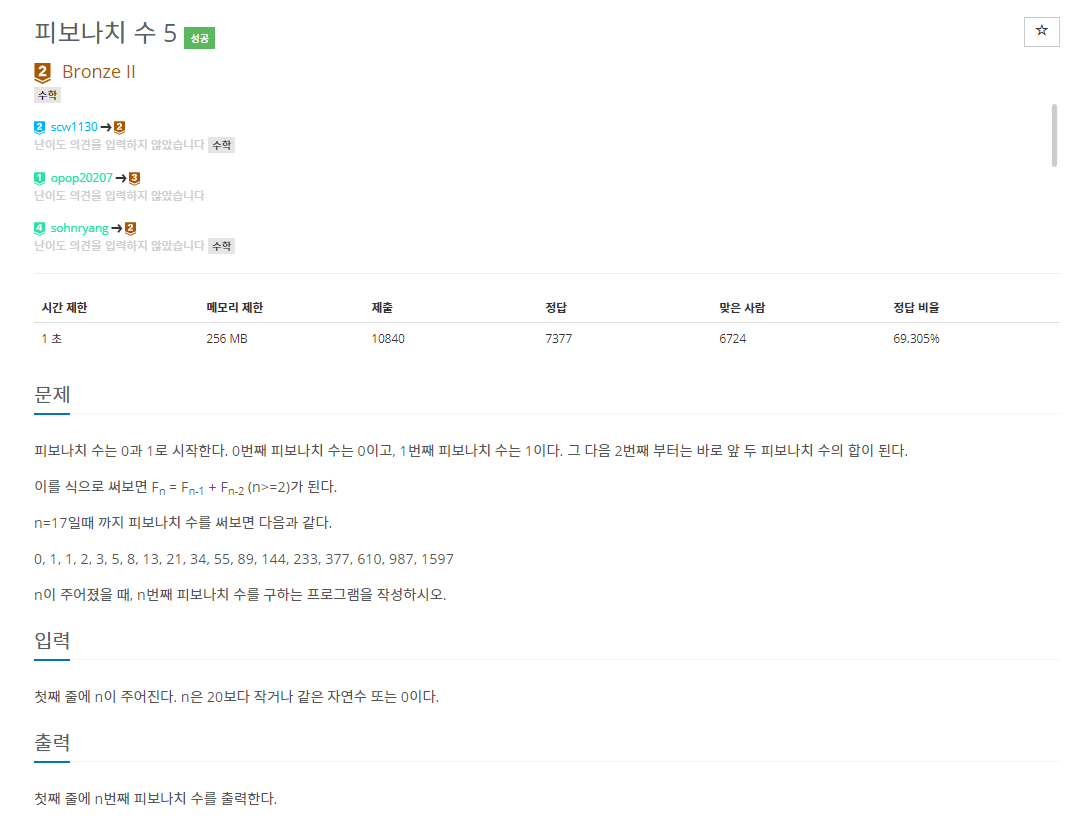 피보나치 수 5 성공
☆
2 Bronze II
수학
2 scw1130 → 2
난이도 의견을 입력하지 않았습니다 수학
1 opop20207 → 3
난이도 의견을 입력하지 않았습니다
4 sohnryang → 2
난이도 의견을 입력하지 않았습니다 수학
시간 제한 메모리 제한 제출 정답 맞은 사람 정답 비율
1 초 256 MB 10840 7377 6724 69.305%
문제
피보나치 수는 0과 1로 시작한다. 0번째 피보나치 수는 0이고, 1번째 피보나치 수는 1이다. 그 다음 2번째 부터는 바로 앞 두 피보나치 수의 합이 된다.
이를 식으로 써보면 Fn = Fn-1 + Fn-2 (n>=2)가 된다.
n=17일때 까지 피보나치 수를 써보면 다음과 같다.
0, 1, 1, 2, 3, 5, 8, 13, 21, 34, 55, 89, 144, 233, 377, 610, 987, 1597
n이 주어졌을 때, n번째 피보나치 수를 구하는 프로그램을 작성하시오.
입력
첫째 줄에 n이 주어진다. n은 20보다 작거나 같은 자연수 또는 0이다.
출력
첫째 줄에 n번째 피보나치 수를 출력한다.